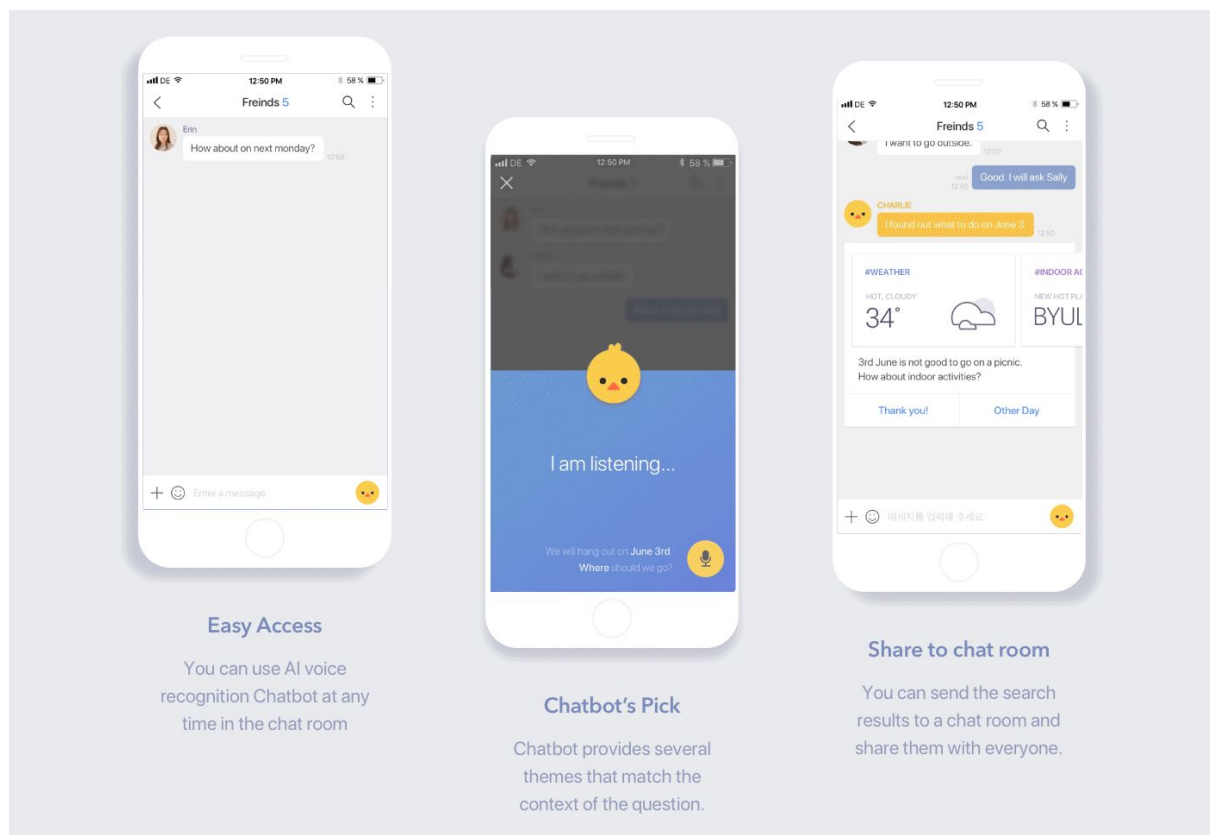 DE
12:50 PM
58 %
Freinds 5
Erin
How about on next monday?
12:50
Enter a message
Easy Access
You can use AI voice
recognition Chatbot at any
time in the chat room
DE
12:50 PM
58 %
I am listening...
We will hang out on June 3rd
Where should we go?
Chatbot's Pick
Chatbot provides several
themes that match the
context of the question.
DE
12:50 PM
58 %
Freinds 5
I want to go outside.
12:50
read
12:50
Good. I will ask Sally
CHARLIE
I found out what to do on June 3.
12:50
#WEATHER
HOT, CLOUDY
34°
#INDOOR AC
NEW HOT PLA
BYUL
3rd June is not good to go on a picnic.
How about indoor activities?
Thank you!
Other Day
메세지를 입력해 주세요.
Share to chat room
You can send the search
results to a chat room and
share them with everyone.